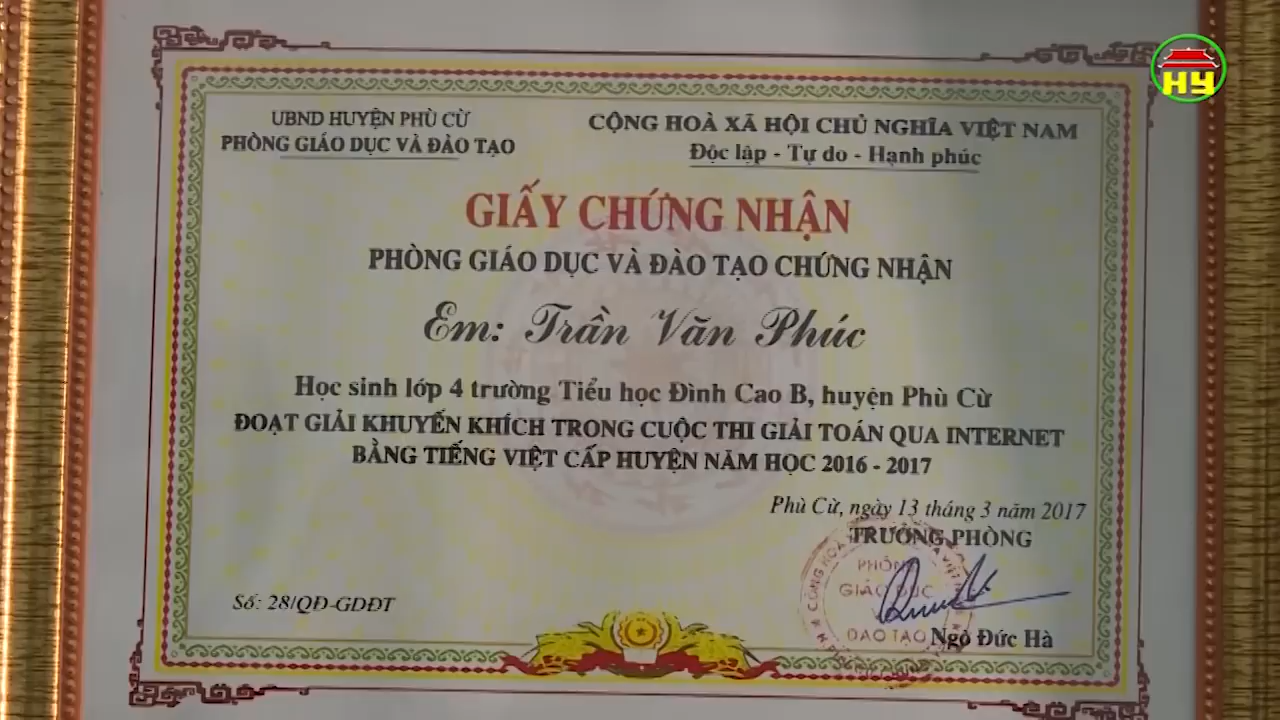 HY
UBND HUYỆN PHÙ CỪ
PHÒNG GIÁO DỤC VÀ ĐÀO TẠO
CỘNG HOÀ XÃ HỘI CHỦ NGHĨA VIỆT NAM
Độc lập - Tự do - Hạnh phúc
GIẤY CHỨNG NHẬN
PHÒNG GIÁO DỤC VÀ ĐÀO TẠO CHỨNG NHẬN
Em: Trần Văn Phúc
Học sinh lớp 4 trường Tiểu học Đình Cao B, huyện Phù Cừ
ĐOẠT GIẢI KHUYẾN KHÍCH TRONG CUỘC THI GIẢI TOÁN QUA INTERNET
BẰNG TIẾNG VIỆT CẤP HUYỆN NĂM HỌC 2016 - 2017
Phù Cừ, ngày 13 tháng 3 năm 2017
TRƯỞNG PHÒNG
PHÒNG
GIÁO DỤC
ĐÀO TẠO
Số: 28/QĐ-GDĐT
Ngô Đức Hà